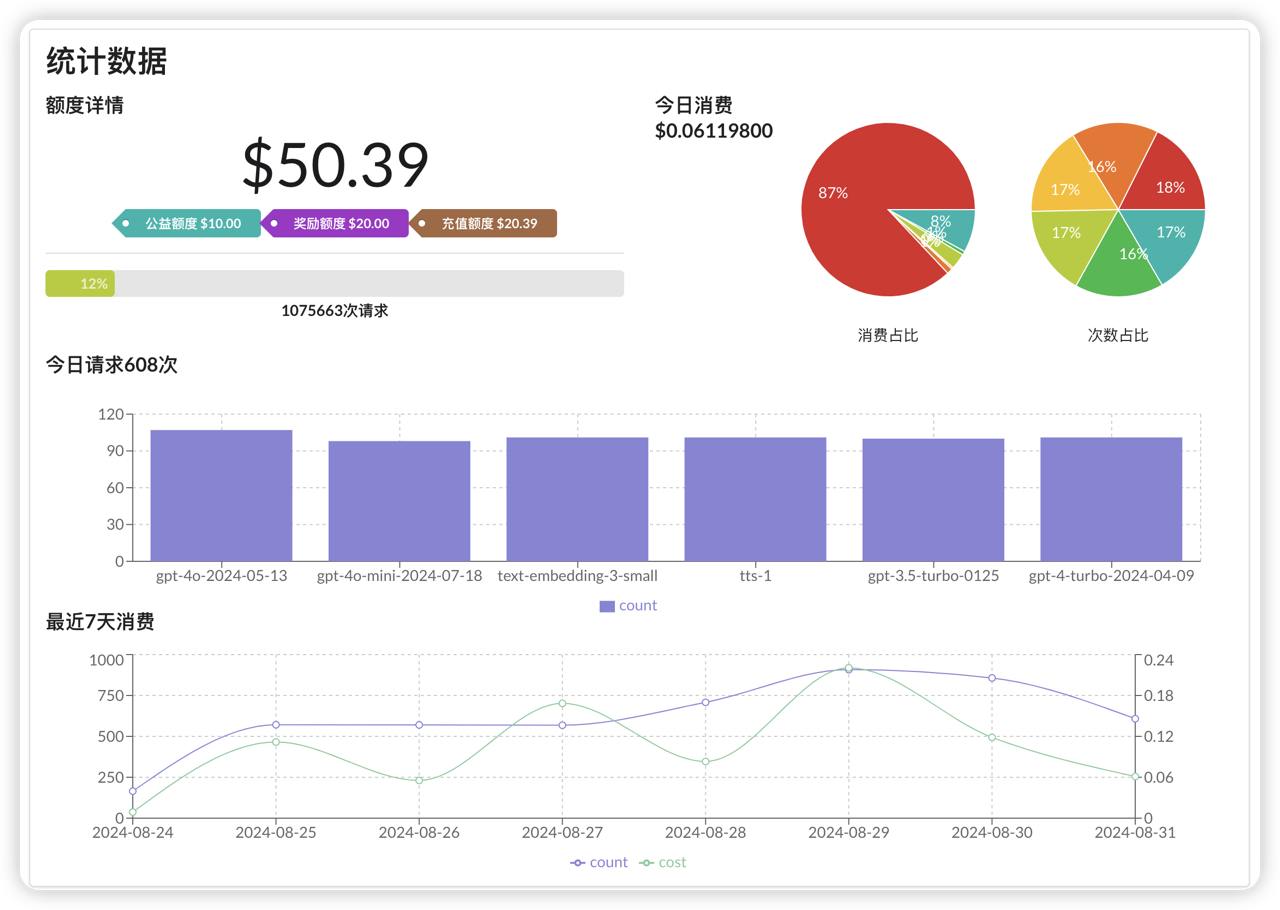 统计数据
额度详情
$50.39
公益额度 $10.00
奖励额度 $20.00
充值额度 $20.39
12%
1075663次请求
今日消费
$0.06119800
87%
8%
消费占比
16%
18%
17%
17%
17%
16%
次数占比
今日请求608次
120
90
60
30
0
gpt-4o-2024-05-13
gpt-4o-mini-2024-07-18
text-embedding-3-small
tts-1
gpt-3.5-turbo-0125
gpt-4-turbo-2024-04-09
count
最近7天消费
1000
750
500
250
0
0.24
0.18
0.12
0.06
0
2024-08-24
2024-08-25
2024-08-26
2024-08-27
2024-08-28
2024-08-29
2024-08-30
2024-08-31
count
cost